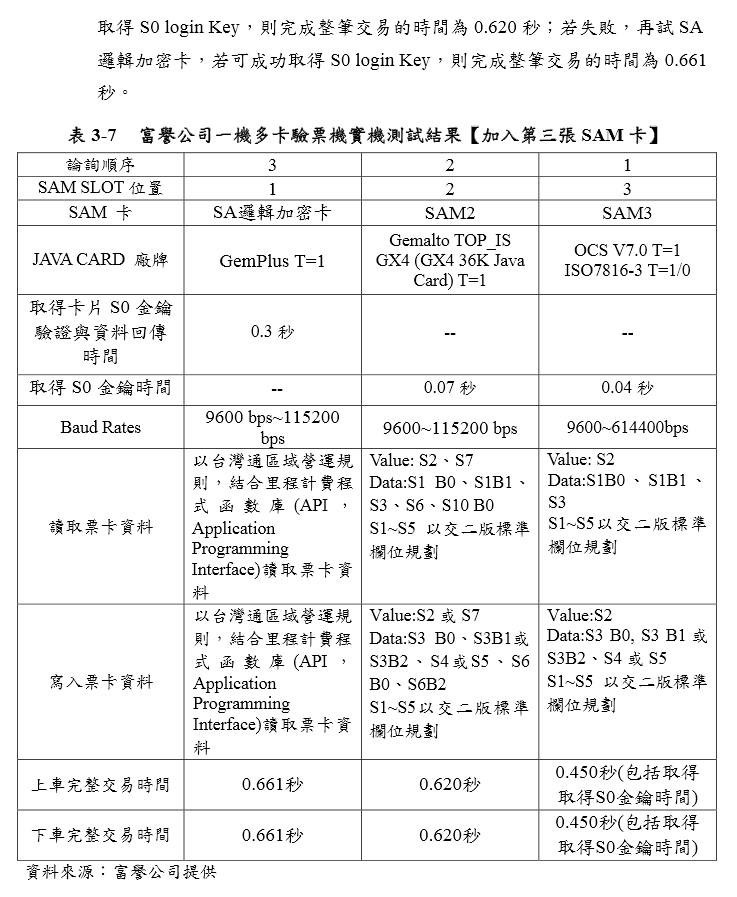 取得 S0 login Key，則完成整筆交易的時間為 0.620 秒；若失敗，再試 SA
邏輯加密卡，若可成功取得 S0 login Key，則完成整筆交易的時間為 0.661
秒。
表 3-7 富譽公司一機多卡驗票機實機測試結果【加入第三張 SAM 卡】
論詢順序 3 2 1
SAM SLOT 位置 1 2 3
SAM 卡 SA邏輯加密卡 SAM2 SAM3
JAVA CARD 廠牌
GemPlus T=1
Gemalto TOP_IS
GX4 (GX4 36K Java
Card) T=1
OCS V7.0 T=1
ISO7816-3 T=1/0
取得卡片 S0 金鑰
驗證與資料回傳
時間
0.3 秒
--
--
取得 S0 金鑰時間 -- 0.07 秒 0.04 秒
Baud Rates
9600 bps~115200
bps
9600~115200 bps
9600~614400bps
讀取票卡資料
以台灣通區域營運規
則，結合里程計費程
式函數庫(API，
Application
Programming
Interface)讀取票卡資
料
Value: S2、S7
Data:S1 B0、S1B1、
S3、S6、S10 B0
S1~S5 以交二版標準
欄位規劃
Value: S2
Data:S1B0、S1B1、
S3
S1~S5以交二版標準
欄位規劃
寫入票卡資料
以台灣通區域營運規
則，結合里程計費程
式函數庫(API，
Application
Programming
Interface)讀取票卡資
料
Value:S2 或 S7
Data:S3 B0、S3B1或
S3B2、S4或S5、S6
B0、S6B2
S1~S5以交二版標準
欄位規劃
Value:S2
Data:S3 B0, S3 B1 或
S3B2、S4 或 S5
S1~S5 以交二版標準
欄位規劃
上車完整交易時間
0.661秒
0.620秒
0.450秒(包括取得
取得S0金鑰時間)
下車完整交易時間
0.661秒
0.620秒
0.450秒(包括取得
取得S0金鑰時間)
資料來源：富譽公司提供